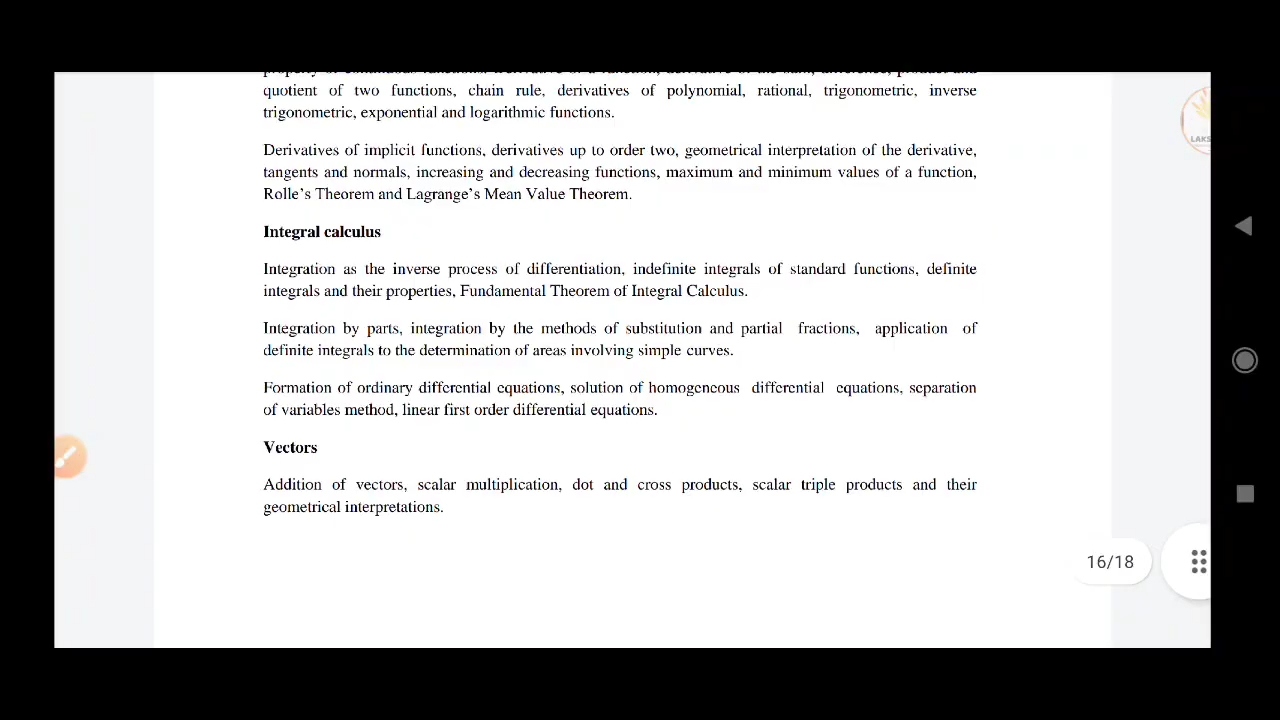 quotient of two functions, chain rule, derivatives of polynomial, rational, trigonometric, inverse
trigonometric, exponential and logarithmic functions.
Derivatives of implicit functions, derivatives up to order two, geometrical interpretation of the derivative,
tangents and normals, increasing and decreasing functions, maximum and minimum values of a function,
Rolle's Theorem and Lagrange's Mean Value Theorem.
Integral calculus
Integration as the inverse process of differentiation, indefinite integrals of standard functions, definite
integrals and their properties, Fundamental Theorem of Integral Calculus.
Integration by parts, integration by the methods of substitution and partial fractions, application of
definite integrals to the determination of areas involving simple curves.
Formation of ordinary differential equations, solution of homogeneous differential equations, separation
of variables method, linear first order differential equations.
Vectors
Addition of vectors, scalar multiplication, dot and cross products, scalar triple products and their
geometrical interpretations.
16/18
LAKS